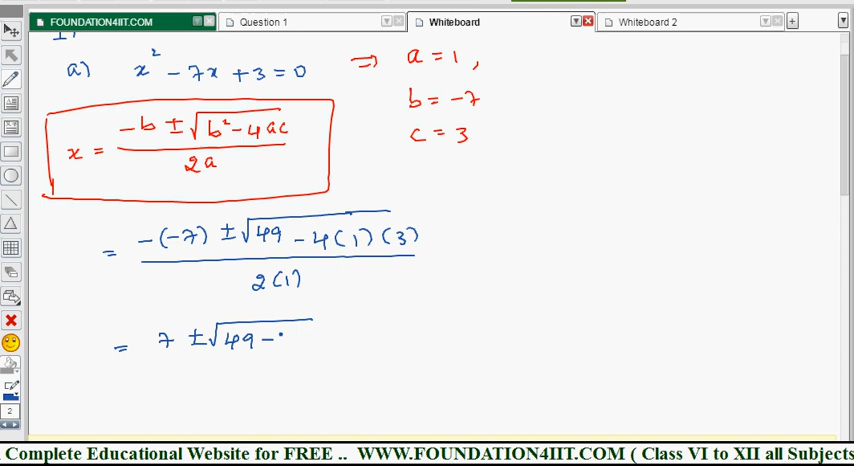 FOUNDATION4IIT.COM
Question 1
Whiteboard
Whiteboard 2
a) x² - 7x + 3 = 0 ⇒ a = 1,
b = -7
c = 3
x = (-b ± √(b² - 4ac)) / 2a
= (-(-7) ± √(49 - 4(1)(3))) / 2(1)
= 7 ± √(49 -
2
Complete Educational Website for FREE .. WWW.FOUNDATION4IIT.COM ( Class VI to XII all Subjects